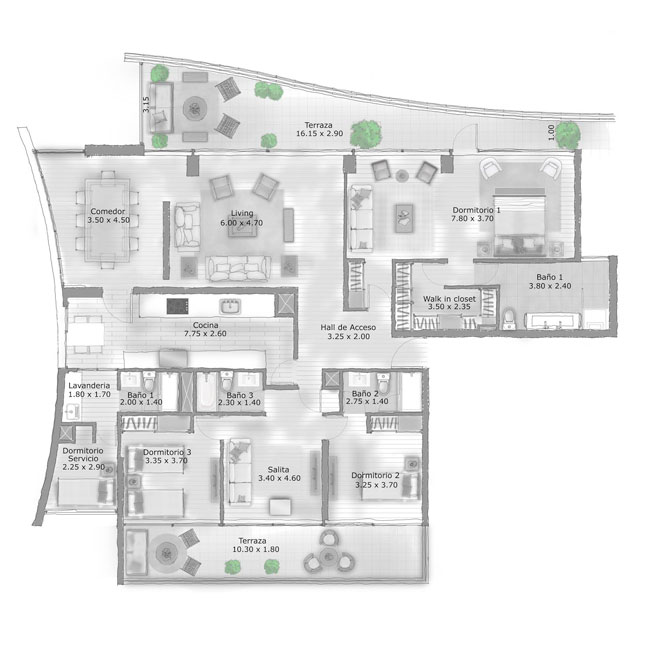 3.15
Terraza
16.15 x 2.90
1.00
Comedor
3.50 x 4.50
Living
6.00 x 4.70
Dormitorio 1
7.80 x 3.70
Baño 1
3.80 x 2.40
Walk in closet
3.50 x 2.35
Cocina
7.75 x 2.60
Hall de Acceso
3.25 x 2.00
Lavanderia
1.80 x 1.70
Baño 1
2.00 x 1.40
Baño 3
2.30 x 1.40
Baño 2
2.75 x 1.40
Dormitorio
Servicio
2.25 x 2.90
Dormitorio 3
3.35 x 3.70
Salita
3.40 x 4.60
Dormitorio 2
3.25 x 3.70
Terraza
10.30 x 1.80